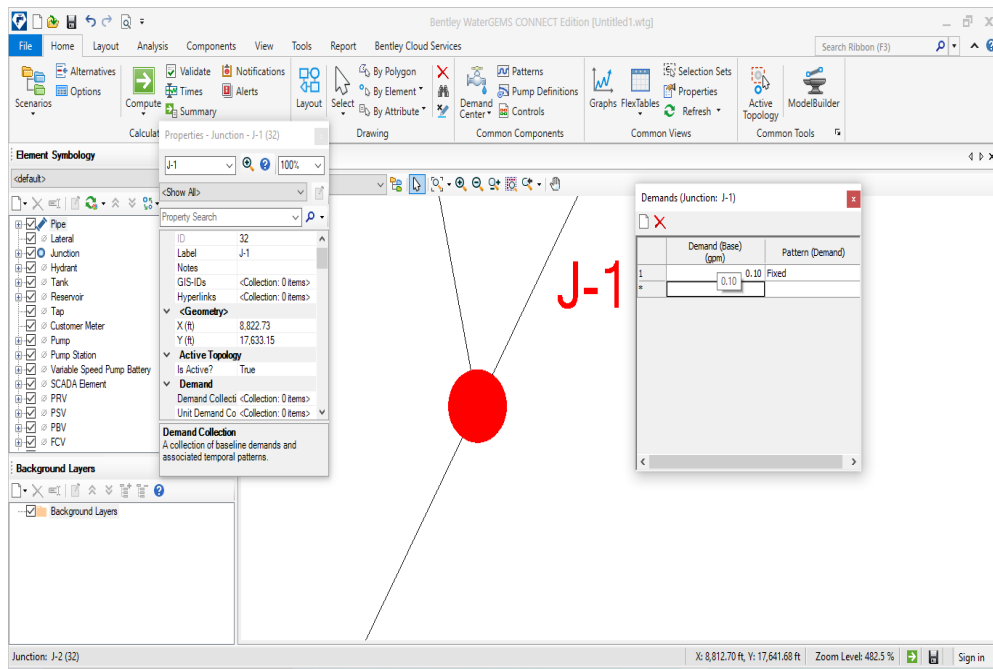 Bentley WaterGEMS CONNECT Edition [Untitled1.wtg]
File Home Layout Analysis Components View Tools Report Bentley Cloud Services Search Ribbon (F3)
Alternatives Validate Notifications By Polygon Patterns Selection Sets
Options Times Alerts By Element Pump Definitions Properties
Scenarios Compute Summary Layout Select By Attribute Demand Center Controls Graphs FlexTables Refresh Active Topology ModelBuilder
Calculat Drawing Common Components Common Views Common Tools
Properties - Junction - J-1 (32)
J-1 100%
<Show All>
Property Search
ID 32
Label J-1
Notes
GIS-IDs <Collection: 0 items>
Hyperlinks <Collection: 0 items>
<Geometry>
X (ft) 8,822.73
Y (ft) 17,633.15
Active Topology
Is Active? True
Demand
Demand Collecti <Collection: 0 items>
Unit Demand Co <Collection: 0 items>
Demand Collection
A collection of baseline demands and
associated temporal patterns.
Element Symbology
<default>
Pipe
Lateral
Junction
Hydrant
Tank
Reservoir
Tap
Customer Meter
Pump
Pump Station
Variable Speed Pump Battery
SCADA Element
PRV
PSV
PBV
FCV
Background Layers
Background Layers
J-1
Demands (Junction: J-1)
Demand (Base)
(gpm) Pattern (Demand)
1 0.10 Fixed
* 0.10
Junction: J-2 (32) X: 8,812.70 ft, Y: 17,641.68 ft Zoom Level: 482.5 % Sign in